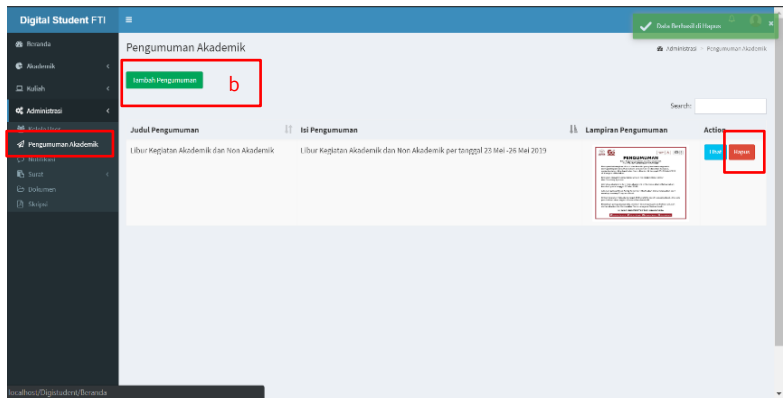 Digital Student FTI
Data Berhasil di Hapus
Beranda
Akademik
Kuliah
Administrasi
Pengumuman Akademik
Notifikasi
Surat
Dokumen
Skripsi
Pengumuman Akademik
Administrasi > Pengumuman Akademik
Tambah Pengumuman
b
Search:
Judul Pengumuman Isi Pengumuman Lampiran Pengumuman Action
Libur Kegiatan Akademik dan Non Akademik Libur Kegiatan Akademik dan Non Akademik per tanggal 23 Mei -26 Mei 2019 Lihat Hapus
PENGUMUMAN
localhost/Digistudent/Beranda